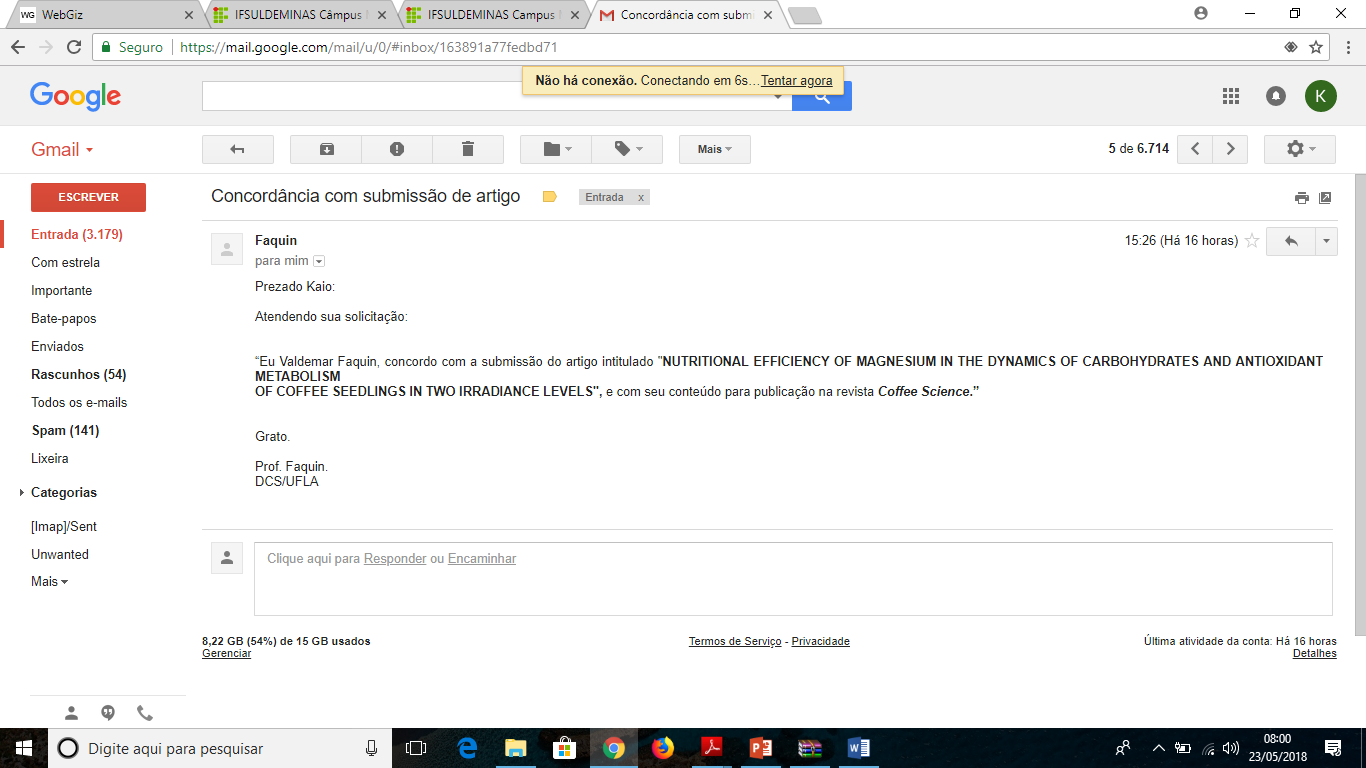 WG WebGiz
IFSULDEMINAS Câmpus
IFSULDEMINAS Campus
Concordância com subm
Seguro
https://mail.google.com/mail/u/0/#inbox/163891a77fedbd71
Não há conexão. Conectando em 6s... Tentar agora
Google
K
Gmail
Mais
5 de 6.714
ESCREVER
Concordância com submissão de artigo
Entrada x
Entrada (3.179)
Com estrela
Importante
Bate-papos
Enviados
Rascunhos (54)
Todos os e-mails
Spam (141)
Lixeira
Categorias
[Imap]/Sent
Unwanted
Mais
Faquin
15:26 (Há 16 horas)
para mim
Prezado Kaio:
Atendendo sua solicitação:
“Eu Valdemar Faquin, concordo com a submissão do artigo intitulado "NUTRITIONAL EFFICIENCY OF MAGNESIUM IN THE DYNAMICS OF CARBOHYDRATES AND ANTIOXIDANT
METABOLISM
OF COFFEE SEEDLINGS IN TWO IRRADIANCE LEVELS", e com seu conteúdo para publicação na revista Coffee Science.”
Grato.
Prof. Faquin.
DCS/UFLA
Clique aqui para Responder ou Encaminhar
8,22 GB (54%) de 15 GB usados
Gerenciar
Termos de Serviço - Privacidade
Última atividade da conta: Há 16 horas
Detalhes
Digite aqui para pesquisar
08:00
23/05/2018